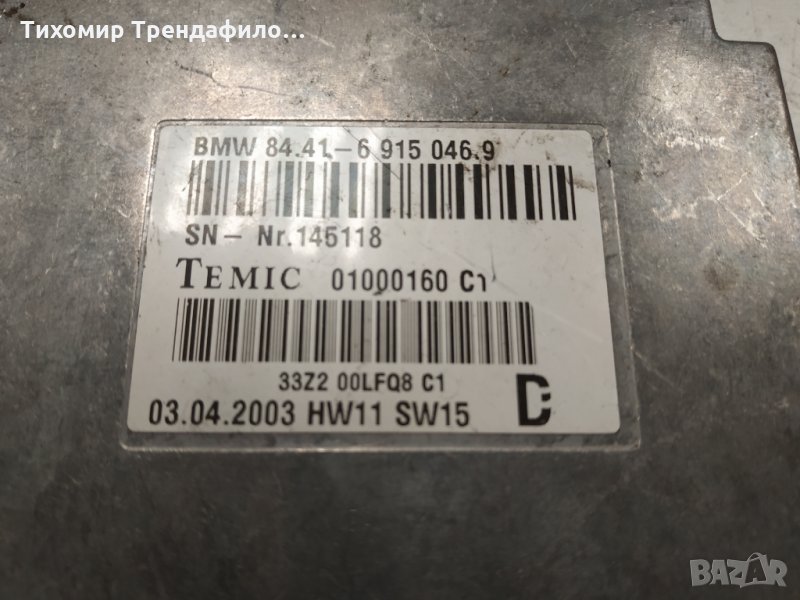 Тихомир Трендафило...
BMW 84.41-6 915 046.9
SN- Nr.145118
TEMIC 01000160 C1
33Z2 00LFQ8 C1
03.04.2003 HW11 SW15 D
BAZAR